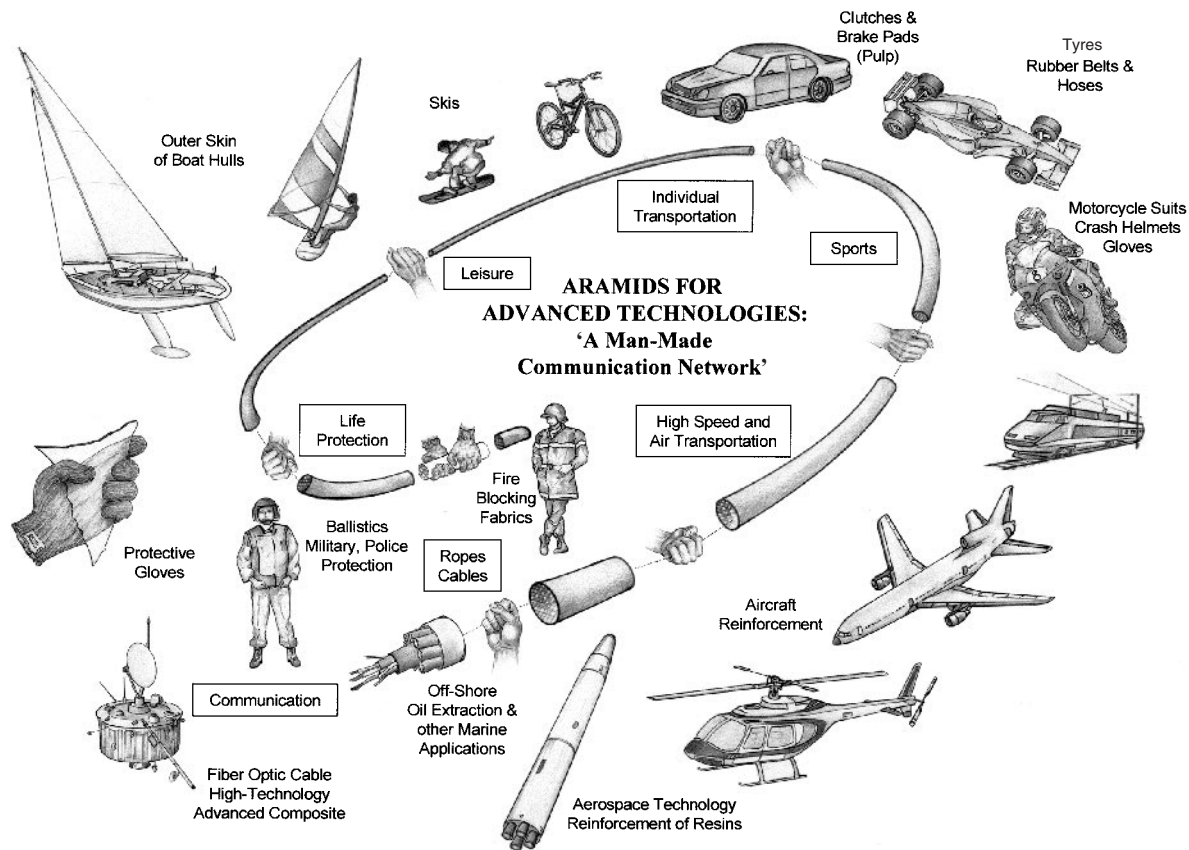 Clutches &
Brake Pads
(Pulp)
Tyres
Rubber Belts &
Hoses
Skis
Outer Skin
of Boat Hulls
Individual
Transportation
Motorcycle Suits
Crash Helmets
Gloves
Sports
Leisure
ARAMIDS FOR
ADVANCED TECHNOLOGIES:
‘A Man-Made
Communication Network’
Life
Protection
High Speed and
Air Transportation
Fire
Blocking
Fabrics
Ballistics
Military, Police
Protection
Protective
Gloves
Ropes
Cables
Aircraft
Reinforcement
Communication
Off-Shore
Oil Extraction &
other Marine
Applications
Fiber Optic Cable
High-Technology
Advanced Composite
Aerospace Technology
Reinforcement of Resins